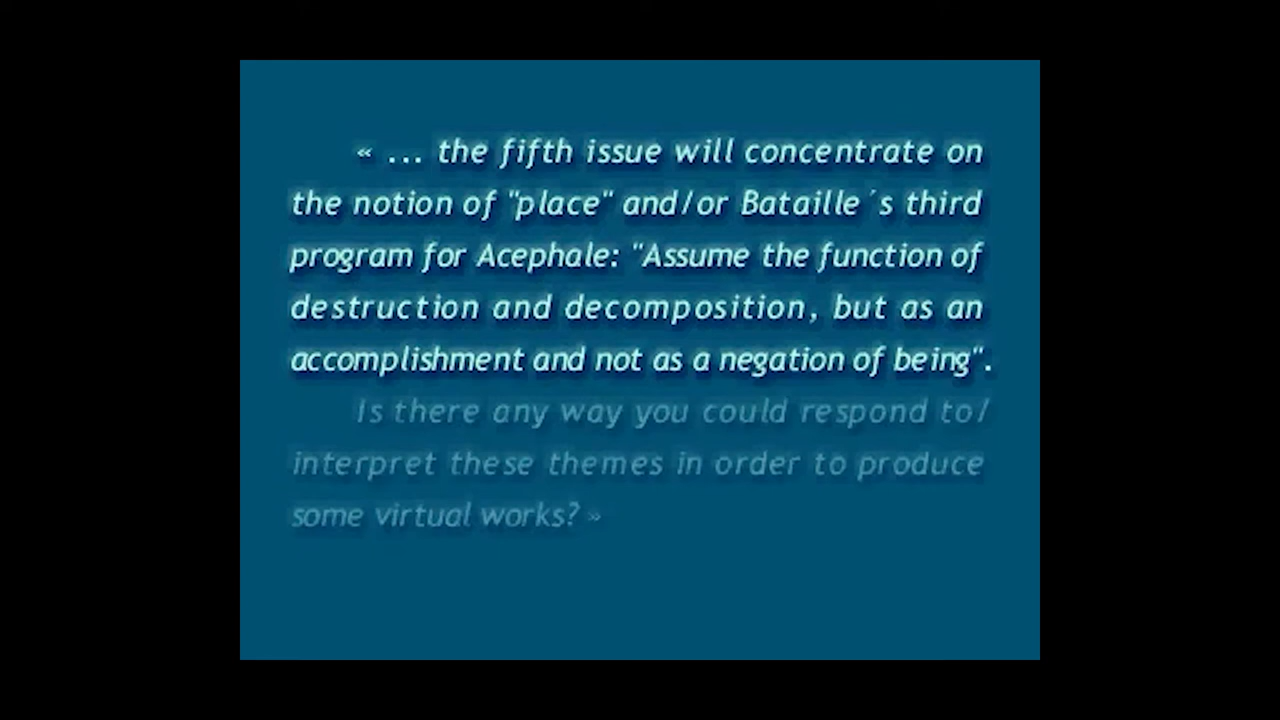 « ... the fifth issue will concentrate on
the notion of "place" and/or Bataille´s third
program for Acephale: "Assume the function of
destruction and decomposition, but as an
accomplishment and not as a negation of being".
Is there any way you could respond to/
interpret these themes in order to produce
some virtual works? »